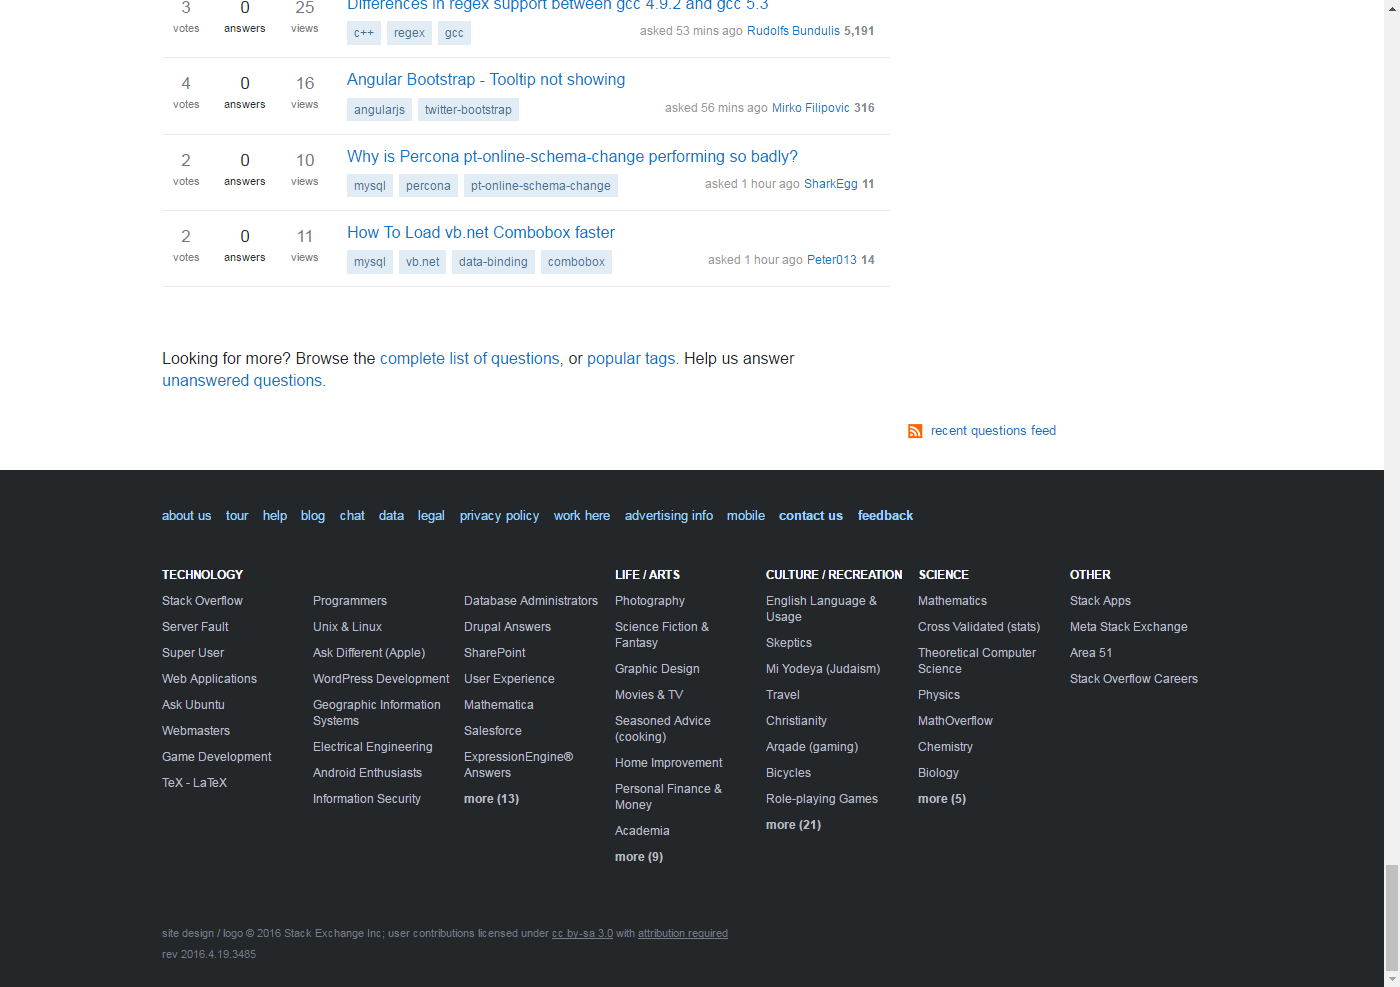 Differences in regex support between gcc 4.9.2 and gcc 5.3
3 0 25
votes answers views
c++ regex gcc
asked 53 mins ago Rudolfs Bundulis 5,191
4 0 16
votes answers views
Angular Bootstrap - Tooltip not showing
angularjs twitter-bootstrap
asked 56 mins ago Mirko Filipovic 316
2 0 10
votes answers views
Why is Percona pt-online-schema-change performing so badly?
mysql percona pt-online-schema-change
asked 1 hour ago SharkEgg 11
2 0 11
votes answers views
How To Load vb.net Combobox faster
mysql vb.net data-binding combobox
asked 1 hour ago Peter013 14
Looking for more? Browse the complete list of questions, or popular tags. Help us answer
unanswered questions.
recent questions feed
about us tour help blog chat data legal privacy policy work here advertising info mobile contact us feedback
TECHNOLOGY
Stack Overflow
Server Fault
Super User
Web Applications
Ask Ubuntu
Webmasters
Game Development
TeX - LaTeX
Programmers
Unix & Linux
Ask Different (Apple)
WordPress Development
Geographic Information
Systems
Electrical Engineering
Android Enthusiasts
Information Security
Database Administrators
Drupal Answers
SharePoint
User Experience
Mathematica
Salesforce
ExpressionEngine®
Answers
more (13)
LIFE / ARTS
Photography
Science Fiction &
Fantasy
Graphic Design
Movies & TV
Seasoned Advice
(cooking)
Home Improvement
Personal Finance &
Money
Academia
more (9)
CULTURE / RECREATION
English Language &
Usage
Skeptics
Mi Yodeya (Judaism)
Travel
Christianity
Arqade (gaming)
Bicycles
Role-playing Games
more (21)
SCIENCE
Mathematics
Cross Validated (stats)
Theoretical Computer
Science
Physics
MathOverflow
Chemistry
Biology
more (5)
OTHER
Stack Apps
Meta Stack Exchange
Area 51
Stack Overflow Careers
site design / logo © 2016 Stack Exchange Inc; user contributions licensed under cc by-sa 3.0 with attribution required
rev 2016.4.19.3485